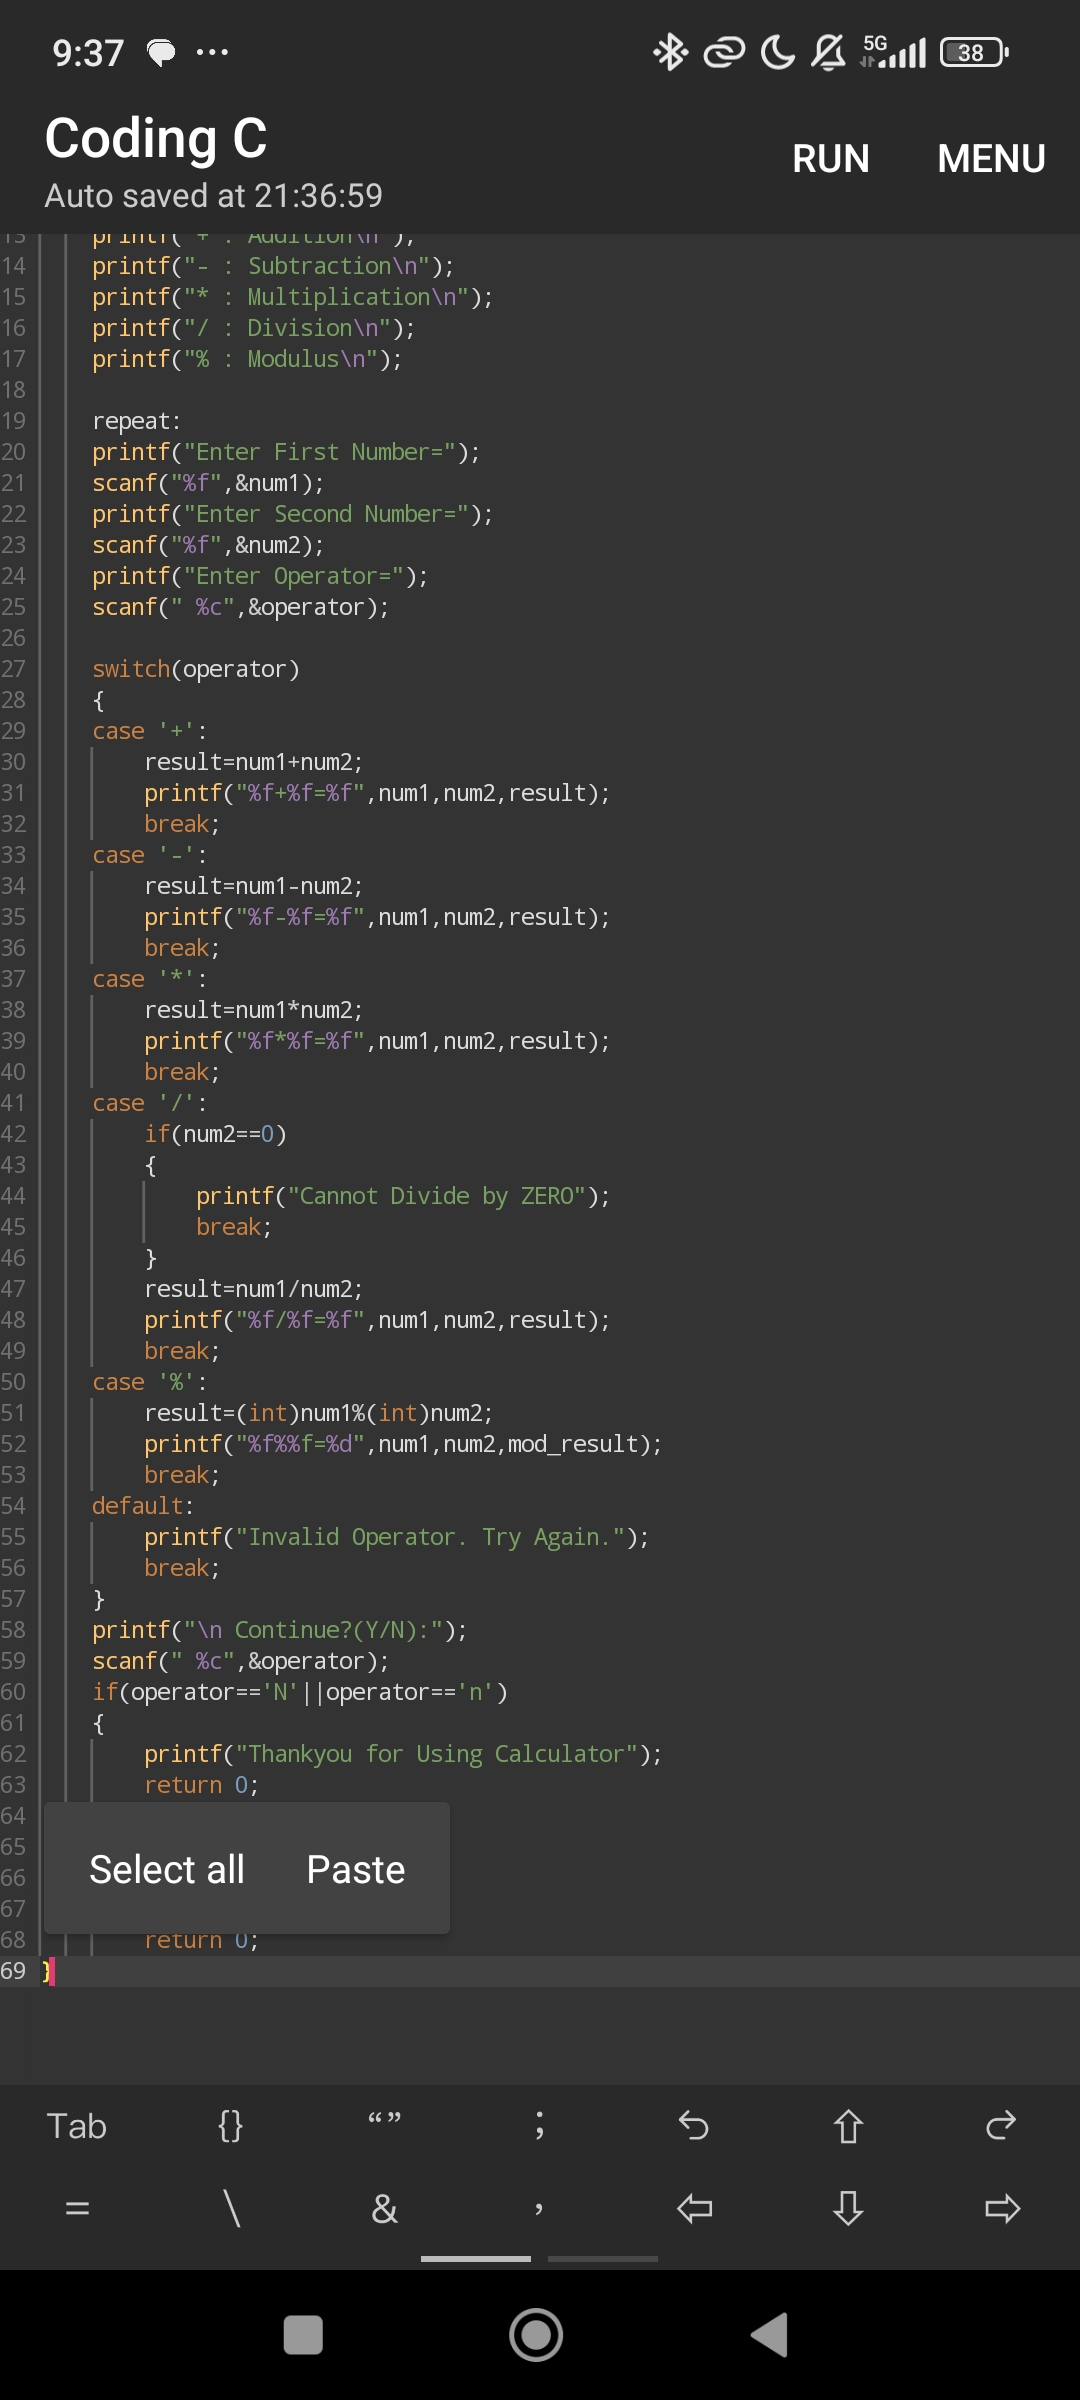 9:37 ... 5G 38
Coding C
RUN MENU
Auto saved at 21:36:59
13 printf("+ : Addition\n");
14 printf("- : Subtraction\n");
15 printf("* : Multiplication\n");
16 printf("/ : Division\n");
17 printf("% : Modulus\n");
18
19 repeat:
20 printf("Enter First Number=");
21 scanf("%f",&num1);
22 printf("Enter Second Number=");
23 scanf("%f",&num2);
24 printf("Enter Operator=");
25 scanf(" %c",&operator);
26
27 switch(operator)
28 {
29 case '+':
30 result=num1+num2;
31 printf("%f+%f=%f",num1,num2,result);
32 break;
33 case '-':
34 result=num1-num2;
35 printf("%f-%f=%f",num1,num2,result);
36 break;
37 case '*':
38 result=num1*num2;
39 printf("%f*%f=%f",num1,num2,result);
40 break;
41 case '/':
42 if(num2==0)
43 {
44 printf("Cannot Divide by ZERO");
45 break;
46 }
47 result=num1/num2;
48 printf("%f/%f=%f",num1,num2,result);
49 break;
50 case '%':
51 result=(int)num1%(int)num2;
52 printf("%f%%f=%d",num1,num2,mod_result);
53 break;
54 default:
55 printf("Invalid Operator. Try Again.");
56 break;
57 }
58 printf("\n Continue?(Y/N):");
59 scanf(" %c",&operator);
60 if(operator=='N'||operator=='n')
61 {
62 printf("Thankyou for Using Calculator");
63 return 0;
64
65
Select all Paste
66
67
68 return 0;
69 }
Tab {} “” ;
= \ & ,